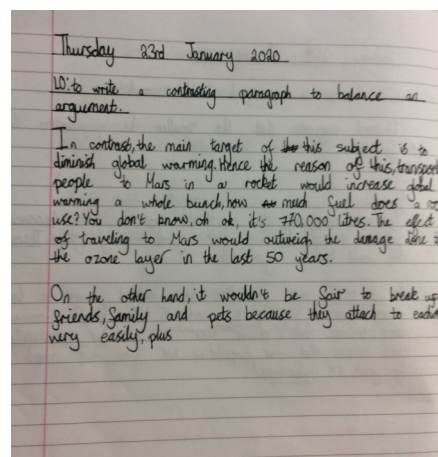 Thursday 23rd January 2020
LO: to write a contrasting paragraph to balance an
argument.
In contrast, the main target of the this subject is to
diminish global warming. Hence the reason of this, transport
people to Mars in a rocket would increase global
warming a whole bunch, how much fuel does a
use? You don't know, oh ok, it's 770,000 litres. The efect
of traveling to Mars would outweigh the damage done
the ozone layer in the last 50 years.
On the other hand, it wouldn't be fair to break up
friends, family and pets because they attach to each
very easily, plus